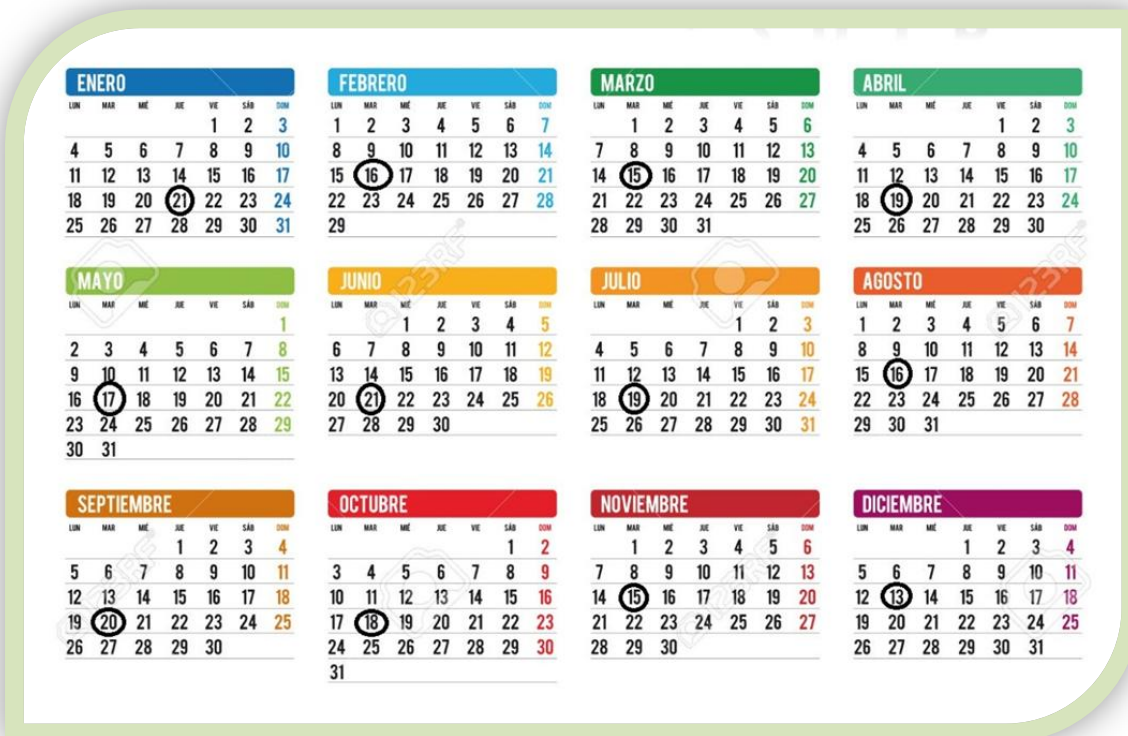 ENERO
LUN MAR MIÉ JUE VIE SÁB DOM
1 2 3
4 5 6 7 8 9 10
11 12 13 14 15 16 17
18 19 20 21 22 23 24
25 26 27 28 29 30 31
FEBRERO
LUN MAR MIÉ JUE VIE SÁB DOM
1 2 3 4 5 6 7
8 9 10 11 12 13 14
15 16 17 18 19 20 21
22 23 24 25 26 27 28
29
MARZO
LUN MAR MIÉ JUE VIE SÁB DOM
1 2 3 4 5 6
7 8 9 10 11 12 13
14 15 16 17 18 19 20
21 22 23 24 25 26 27
28 29 30 31
ABRIL
LUN MAR MIÉ JUE VIE SÁB DOM
1 2 3
4 5 6 7 8 9 10
11 12 13 14 15 16 17
18 19 20 21 22 23 24
25 26 27 28 29 30
MAYO
LUN MAR MIÉ JUE VIE SÁB DOM
1
2 3 4 5 6 7 8
9 10 11 12 13 14 15
16 17 18 19 20 21 22
23 24 25 26 27 28 29
30 31
JUNIO
LUN MAR MIÉ JUE VIE SÁB DOM
1 2 3 4 5
6 7 8 9 10 11 12
13 14 15 16 17 18 19
20 21 22 23 24 25 26
27 28 29 30
JULIO
LUN MAR MIÉ JUE VIE SÁB DOM
1 2 3
4 5 6 7 8 9 10
11 12 13 14 15 16 17
18 19 20 21 22 23 24
25 26 27 28 29 30 31
AGOSTO
LUN MAR MIÉ JUE VIE SÁB DOM
1 2 3 4 5 6 7
8 9 10 11 12 13 14
15 16 17 18 19 20 21
22 23 24 25 26 27 28
29 30 31
SEPTIEMBRE
LUN MAR MIÉ JUE VIE SÁB DOM
1 2 3 4
5 6 7 8 9 10 11
12 13 14 15 16 17 18
19 20 21 22 23 24 25
26 27 28 29 30
OCTUBRE
LUN MAR MIÉ JUE VIE SÁB DOM
1 2
3 4 5 6 7 8 9
10 11 12 13 14 15 16
17 18 19 20 21 22 23
24 25 26 27 28 29 30
31
NOVIEMBRE
LUN MAR MIÉ JUE VIE SÁB DOM
1 2 3 4 5 6
7 8 9 10 11 12 13
14 15 16 17 18 19 20
21 22 23 24 25 26 27
28 29 30
DICIEMBRE
LUN MAR MIÉ JUE VIE SÁB DOM
1 2 3 4
5 6 7 8 9 10 11
12 13 14 15 16 17 18
19 20 21 22 23 24 25
26 27 28 29 30 31
123RF